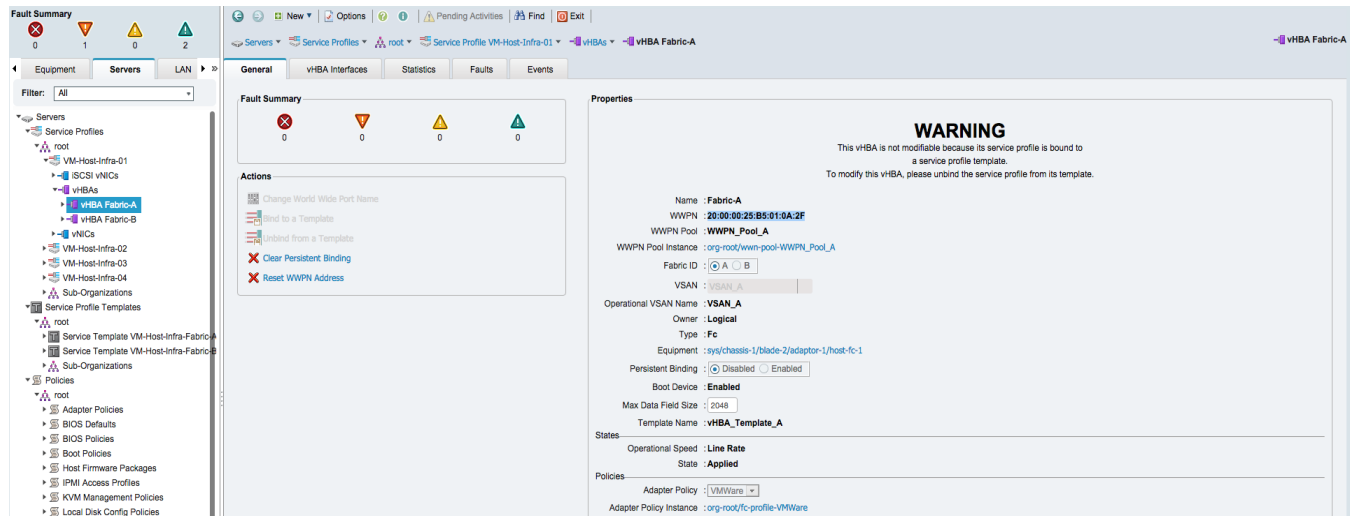 Fault Summary
0 1 0 2
New Options Pending Activities Find Exit
Servers Service Profiles root Service Profile VM-Host-Infra-01 vHBAs vHBA Fabric-A
vHBA Fabric-A
Equipment Servers LAN
Filter: All
Servers
Service Profiles
root
VM-Host-Infra-01
iSCSI vNICs
vHBAs
vHBA Fabric-A
vHBA Fabric-B
vNICs
VM-Host-Infra-02
VM-Host-Infra-03
VM-Host-Infra-04
Sub-Organizations
Service Profile Templates
root
Service Template VM-Host-Infra-Fabric-A
Service Template VM-Host-Infra-Fabric-B
Sub-Organizations
Policies
root
Adapter Policies
BIOS Defaults
BIOS Policies
Boot Policies
Host Firmware Packages
IPMI Access Profiles
KVM Management Policies
Local Disk Config Policies
General vHBA Interfaces Statistics Faults Events
Fault Summary
0 0 0 0
Actions
Change World Wide Port Name
Bind to a Template
Unbind from a Template
Clear Persistent Binding
Reset WWPN Address
Properties
WARNING
This vHBA is not modifiable because its service profile is bound to
a service profile template.
To modify this vHBA, please unbind the service profile from its template.
Name : Fabric-A
WWPN : 20:00:00:25:B5:01:0A:2F
WWPN Pool : WWPN_Pool_A
WWPN Pool Instance : org-root/wwn-pool-WWPN_Pool_A
Fabric ID : A B
VSAN : VSAN_A
Operational VSAN Name : VSAN_A
Owner : Logical
Type : Fc
Equipment : sys/chassis-1/blade-2/adaptor-1/host-fc-1
Persistent Binding : Disabled Enabled
Boot Device : Enabled
Max Data Field Size : 2048
Template Name : vHBA_Template_A
States
Operational Speed : Line Rate
State : Applied
Policies
Adapter Policy : VMWare
Adapter Policy Instance : org-root/fc-profile-VMWare